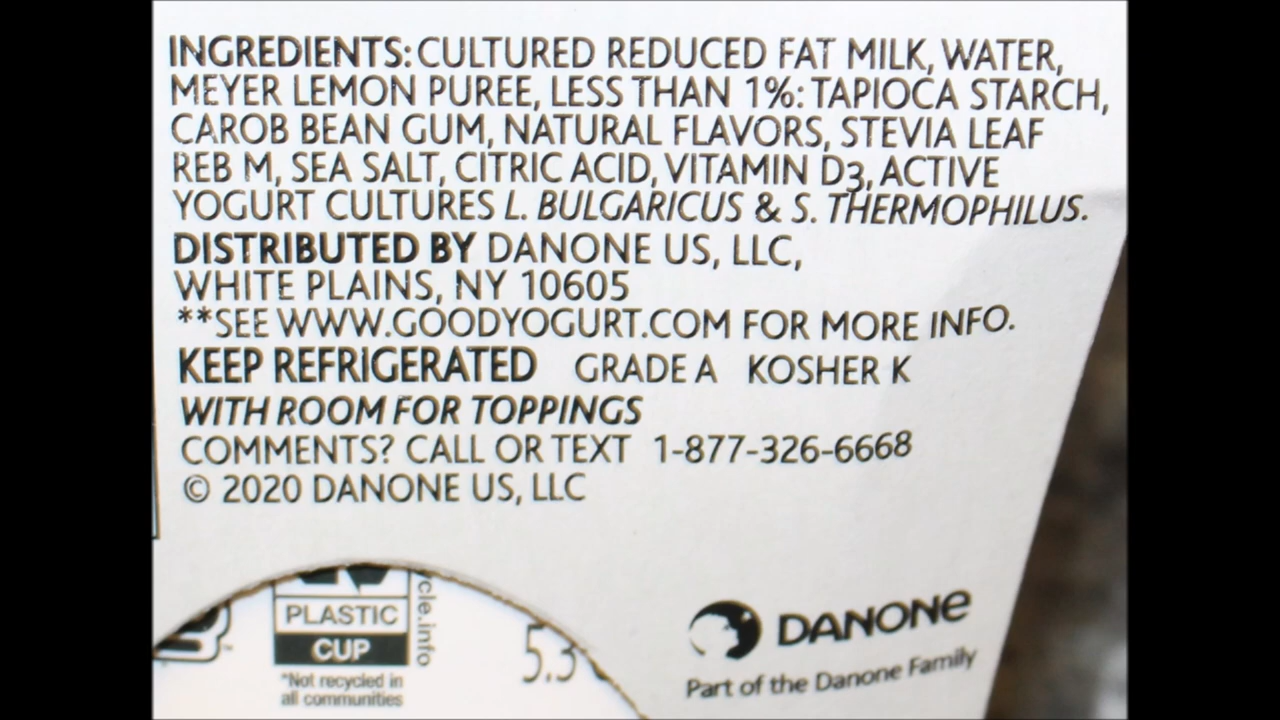 INGREDIENTS: CULTURED REDUCED FAT MILK, WATER,
MEYER LEMON PUREE, LESS THAN 1%: TAPIOCA STARCH,
CAROB BEAN GUM, NATURAL FLAVORS, STEVIA LEAF
REB M, SEA SALT, CITRIC ACID, VITAMIN D3, ACTIVE
YOGURT CULTURES L. BULGARICUS & S. THERMOPHILUS.
DISTRIBUTED BY DANONE US, LLC,
WHITE PLAINS, NY 10605
**SEE WWW.GOODYOGURT.COM FOR MORE INFO.
KEEP REFRIGERATED GRADE A KOSHER K
WITH ROOM FOR TOPPINGS
COMMENTS? CALL OR TEXT 1-877-326-6668
© 2020 DANONE US, LLC
PLASTIC
CUP
*Not recycled in
all communities
cle.info
5.3
DANONE
Part of the Danone Family